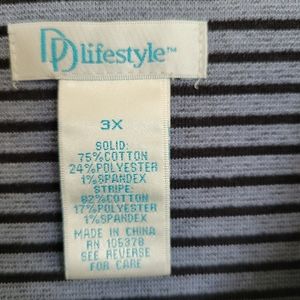 DD lifestyle™
3X
SOLID:
75%COTTON
24%POLYESTER
1%SPANDEX
STRIPE:
82%COTTON
17%POLYESTER
1%SPANDEX
MADE IN CHINA
RN 105378
SEE REVERSE
FOR CARE